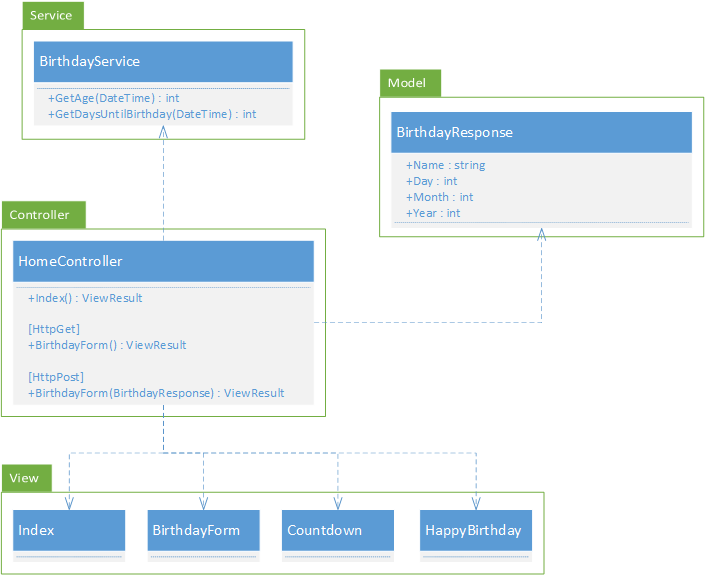 Service
BirthdayService
+GetAge(DateTime) : int
+GetDaysUntilBirthday(DateTime) : int
Model
BirthdayResponse
+Name : string
+Day : int
+Month : int
+Year : int
Controller
HomeController
+Index() : ViewResult
[HttpGet]
+BirthdayForm() : ViewResult
[HttpPost]
+BirthdayForm(BirthdayResponse) : ViewResult
View
Index
BirthdayForm
Countdown
HappyBirthday